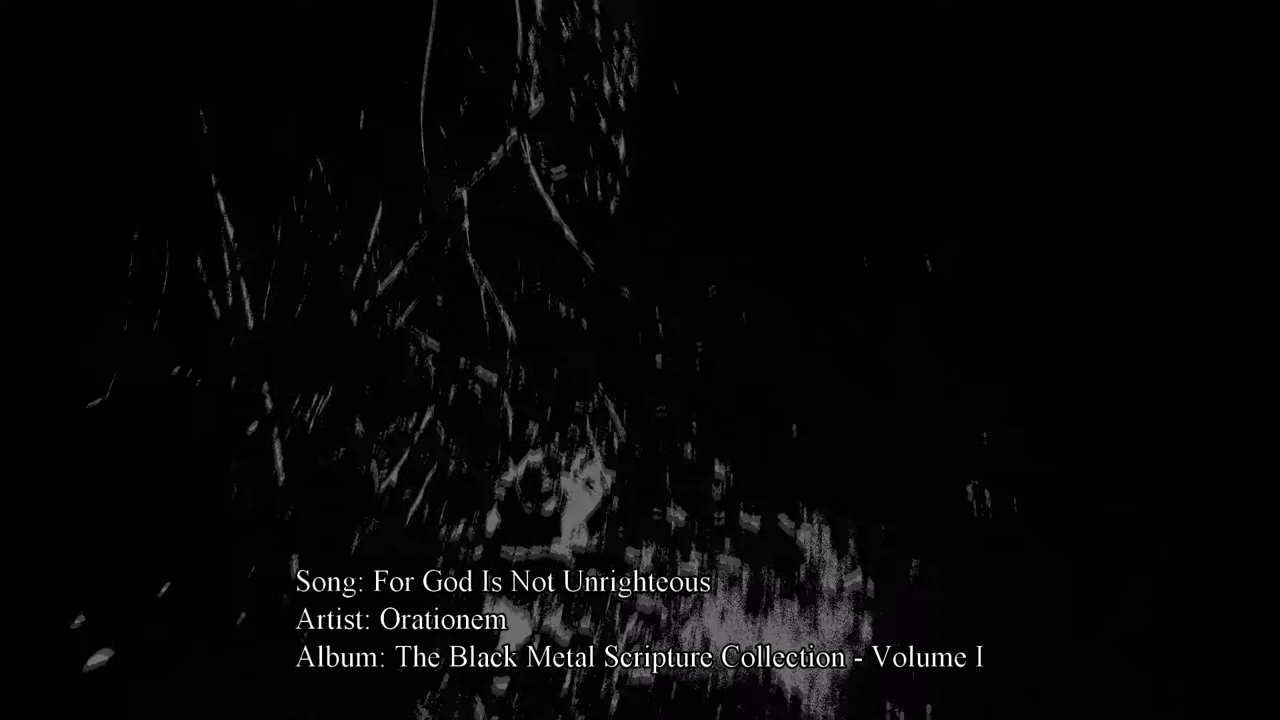 Song: For God Is Not Unrighteous
Artist: Orationem
Album: The Black Metal Scripture Collection - Volume I